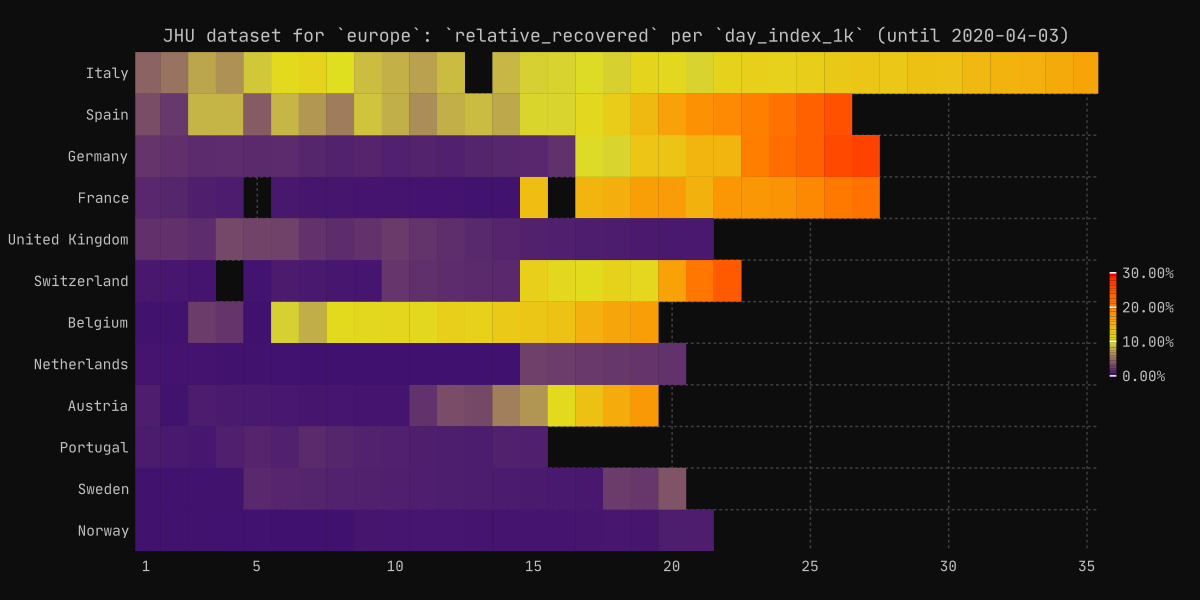 JHU dataset for `europe`: `relative_recovered` per `day_index_1k` (until 2020-04-03)
Italy
Spain
Germany
France
United Kingdom
Switzerland
Belgium
Netherlands
Austria
Portugal
Sweden
Norway
30.00%
20.00%
10.00%
0.00%
1 5 10 15 20 25 30 35